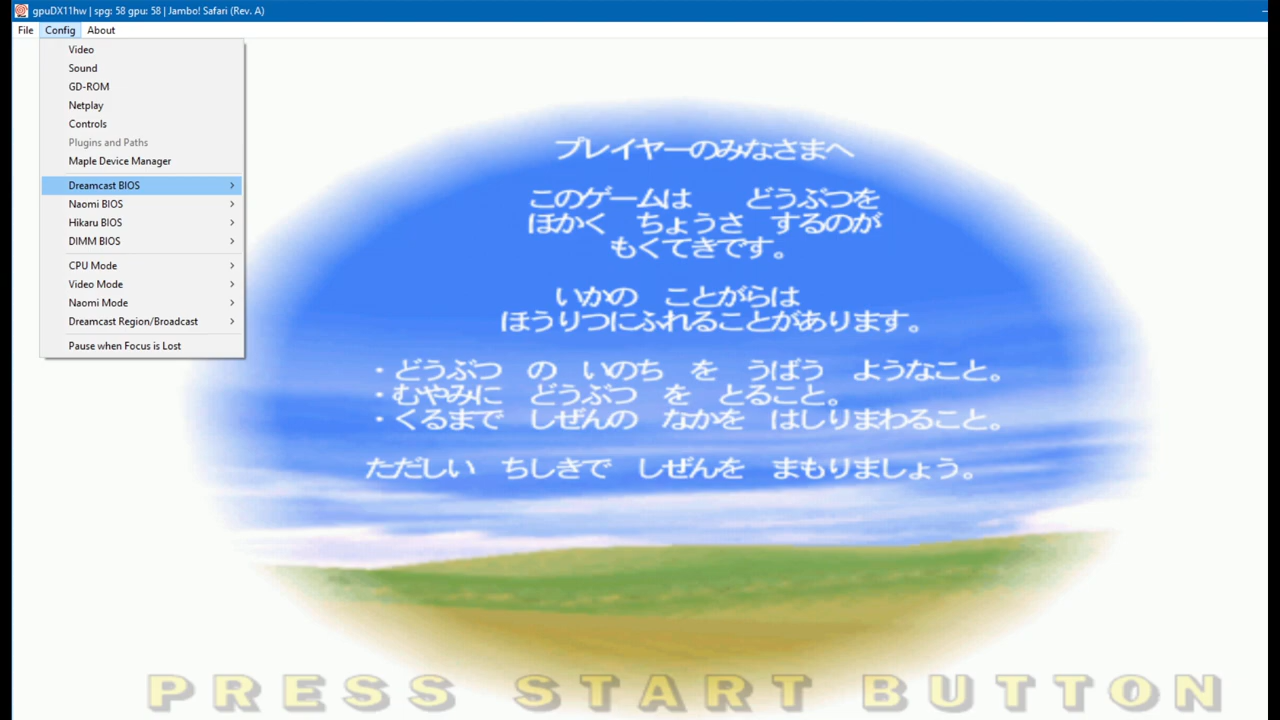 gpuDX11hw | spg: 58 gpu: 58 | Jambo! Safari (Rev. A)
File Config About
Video
Sound
GD-ROM
Netplay
Controls
Plugins and Paths
Maple Device Manager
Dreamcast BIOS
Naomi BIOS
Hikaru BIOS
DIMM BIOS
CPU Mode
Video Mode
Naomi Mode
Dreamcast Region/Broadcast
Pause when Focus is Lost
プレイヤーのみなさまへ
このゲームは どうぶつを
ほかく ちょうさ するのが
もくてきです。
いかの ことがらは
ほうりつにふれることがあります。
・どうぶつ の いのち を うばう ようなこと。
・むやみに どうぶつ を とること。
・くるまで しぜんの なかを はしりまわること。
ただしい ちしきで しぜんを まもりましょう。
PRESS START BUTTON